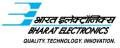 भारत इलेक्ट्रॉनिक्स
BHARAT ELECTRONICS
QUALITY. TECHNOLOGY. INNOVATION.